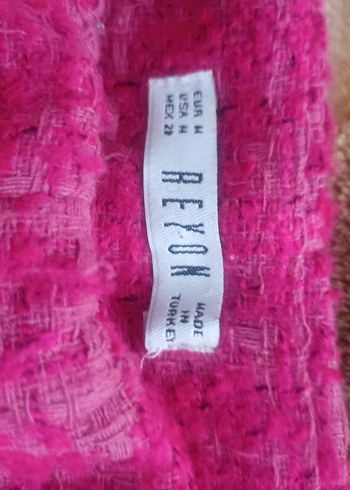 EUR M
USA M
MEX 28
REYON
MADE
IN
TURKEY